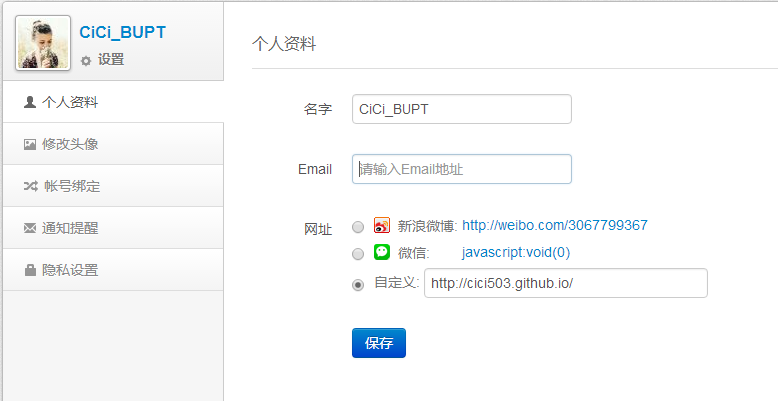 CiCi_BUPT
设置
个人资料
修改头像
帐号绑定
通知提醒
隐私设置
个人资料
名字 CiCi_BUPT
Email 请输入Email地址
网址 新浪微博: http://weibo.com/3067799367
微信: javascript:void(0)
自定义: http://cici503.github.io/
保存